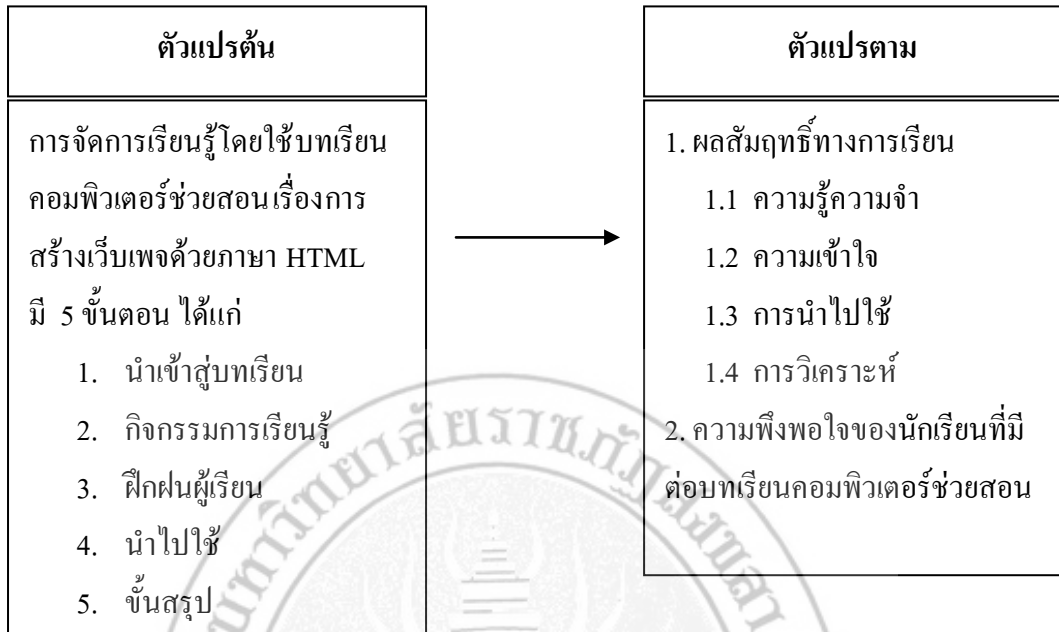 ตัวแปรต้น
การจัดการเรียนรู้โดยใช้บทเรียน
คอมพิวเตอร์ช่วยสอนเรื่องการ
สร้างเว็บเพจด้วยภาษา HTML
มี 5 ขั้นตอน ได้แก่
1. นำเข้าสู่บทเรียน
2. กิจกรรมการเรียนรู้
3. ฝึกฝนผู้เรียน
4. นำไปใช้
5. ขั้นสรุป
ตัวแปรตาม
1. ผลสัมฤทธิ์ทางการเรียน
1.1 ความรู้ความจำ
1.2 ความเข้าใจ
1.3 การนำไปใช้
1.4 การวิเคราะห์
2. ความพึงพอใจของนักเรียนที่มี
ต่อบทเรียนคอมพิวเตอร์ช่วยสอน